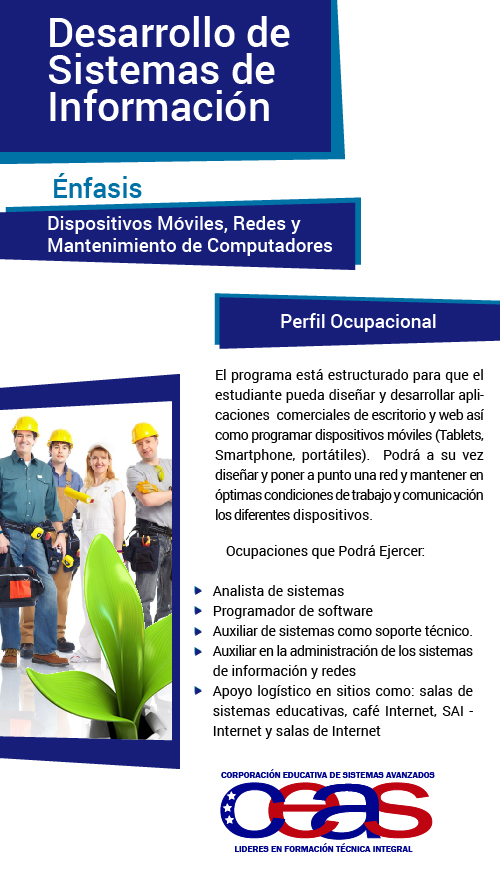 Desarrollo de
Sistemas de
Información
Énfasis
Dispositivos Móviles, Redes y
Mantenimiento de Computadores
Perfil Ocupacional
El programa está estructurado para que el
estudiante pueda diseñar y desarrollar apli-
caciones comerciales de escritorio y web así
como programar dispositivos móviles (Tablets,
Smartphone, portátiles). Podrá a su vez
diseñar y poner a punto una red y mantener en
óptimas condiciones de trabajo y comunicación
los diferentes dispositivos.
Ocupaciones que Podrá Ejercer:
Analista de sistemas
Programador de software
Auxiliar de sistemas como soporte técnico.
Auxiliar en la administración de los sistemas
de información y redes
Apoyo logístico en sitios como: salas de
sistemas educativas, café Internet, SAI -
Internet y salas de Internet
CORPORACIÓN EDUCATIVA DE SISTEMAS AVANZADOS
ceas
LIDERES EN FORMACIÓN TÉCNICA INTEGRAL